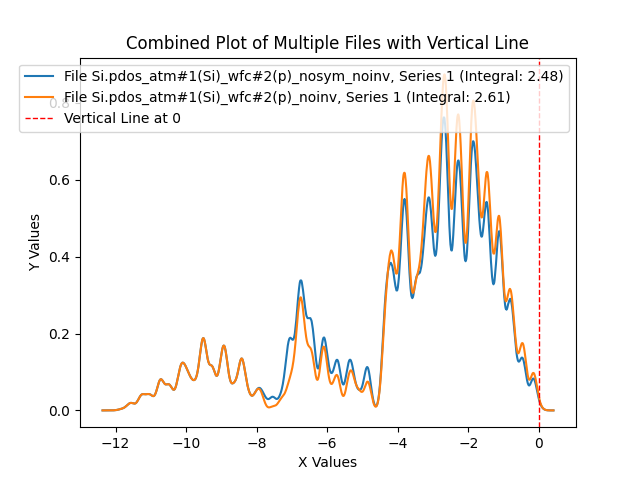 Combined Plot of Multiple Files with Vertical Line
File Si.pdos_atm#1(Si)_wfc#2(p)_nosym_noinv, Series 1 (Integral: 2.48)
File Si.pdos_atm#1(Si)_wfc#2(p)_noinv, Series 1 (Integral: 2.61)
Vertical Line at 0
0.8
0.6
0.4
0.2
0.0
Y Values
−12 −10 −8 −6 −4 −2 0
X Values